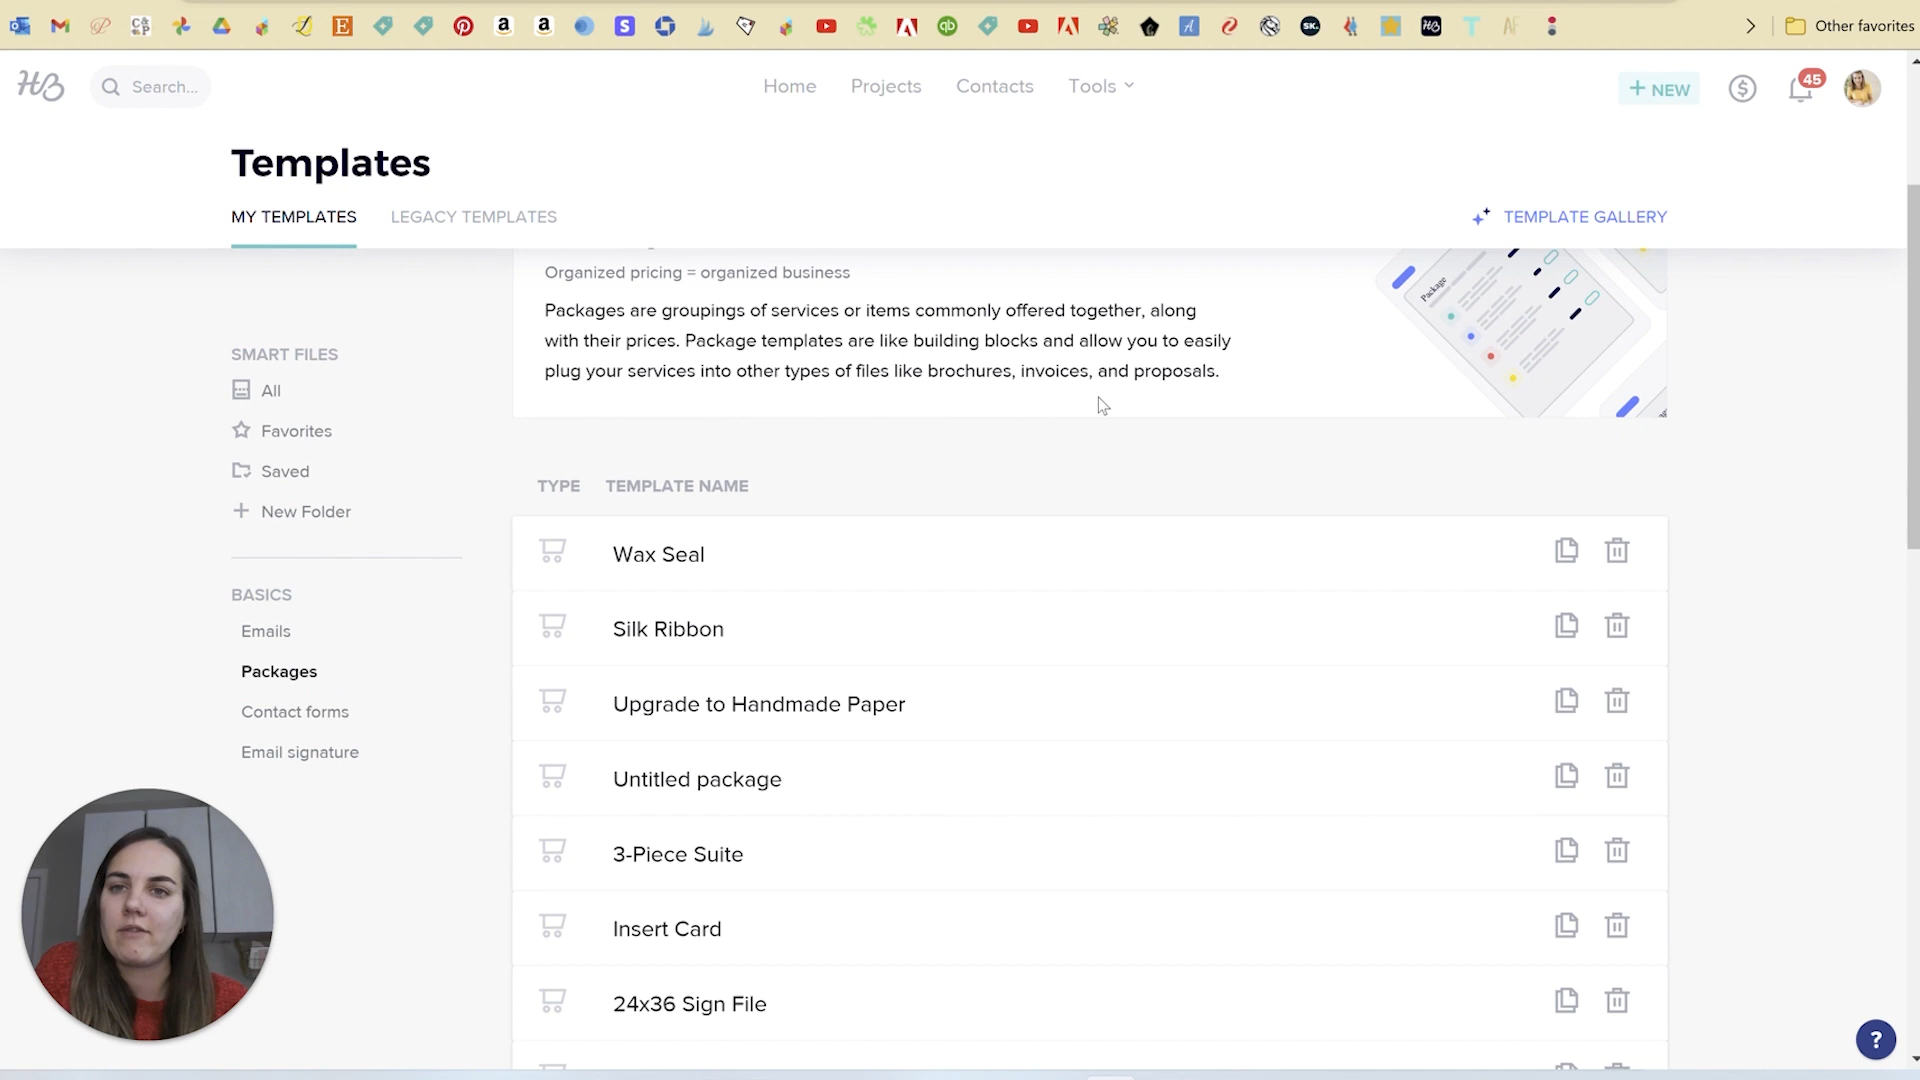 Other favorites
HB
Search...
Home
Projects
Contacts
Tools
+ NEW
45
Templates
MY TEMPLATES
LEGACY TEMPLATES
TEMPLATE GALLERY
Organized pricing = organized business
Packages are groupings of services or items commonly offered together, along
with their prices. Package templates are like building blocks and allow you to easily
plug your services into other types of files like brochures, invoices, and proposals.
Package
SMART FILES
All
Favorites
Saved
New Folder
BASICS
Emails
Packages
Contact forms
Email signature
TYPE
TEMPLATE NAME
Wax Seal
Silk Ribbon
Upgrade to Handmade Paper
Untitled package
3-Piece Suite
Insert Card
24x36 Sign File
?